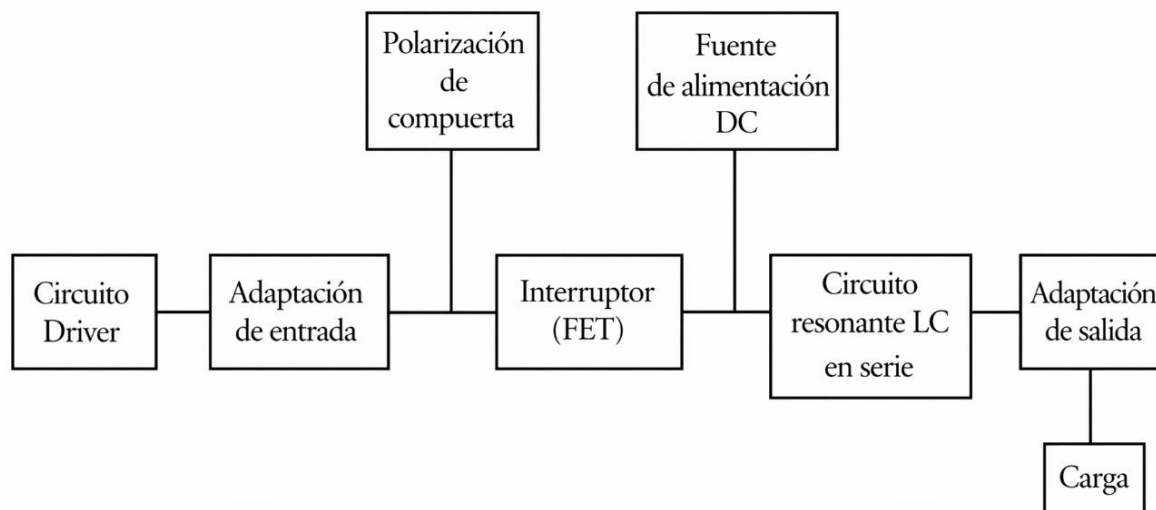 Polarización
de
compuerta
Fuente
de alimentación
DC
Circuito
Driver
Adaptación
de entrada
Interruptor
(FET)
Circuito
resonante LC
en serie
Adaptación
de salida
Carga